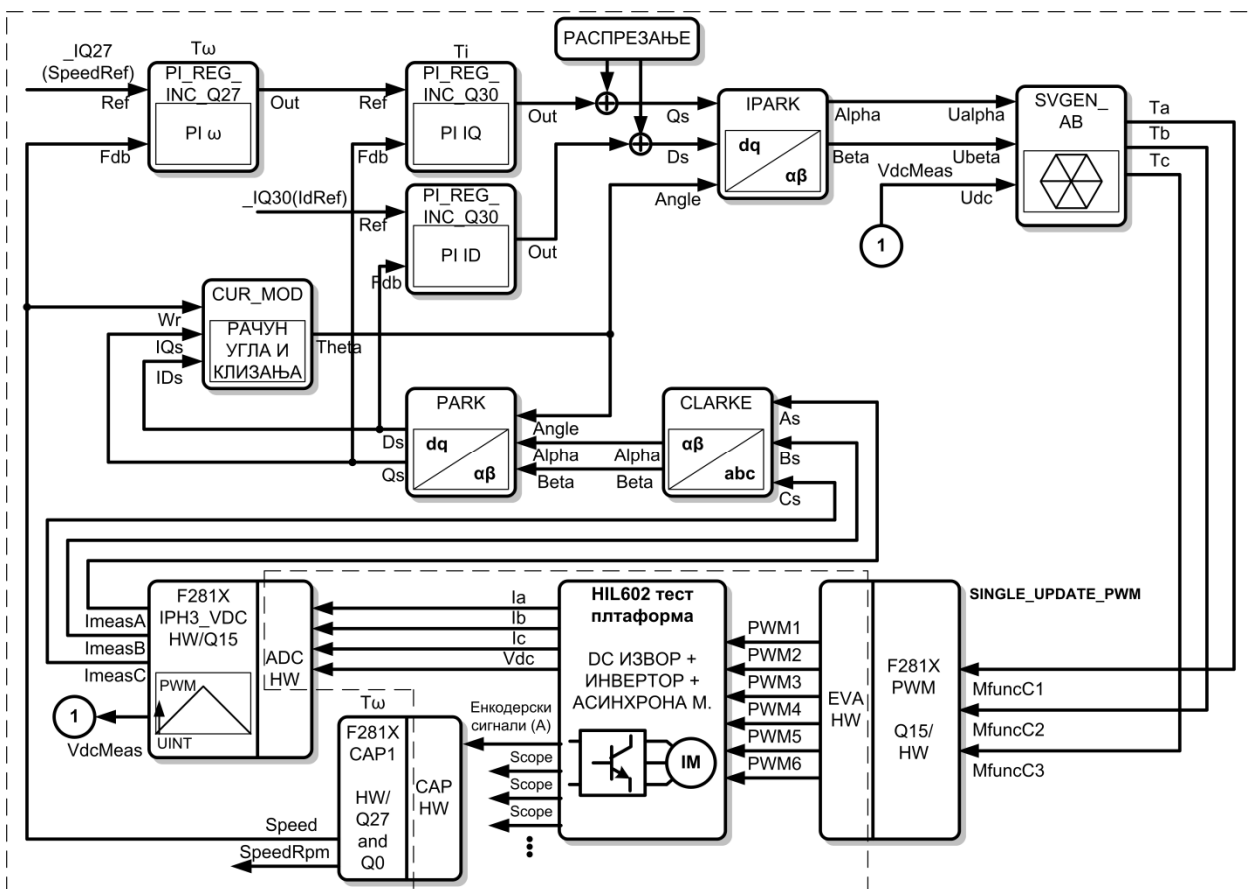 _IQ27
(SpeedRef)
Ref
Fdb
Tω
PI_REG_
INC_Q27
PI ω
Out
Ref
Fdb
Ti
PI_REG_
INC_Q30
PI IQ
Out
РАСПРЕЗАЊЕ
Qs
Ds
Angle
IPARK
dq
αβ
Alpha
Beta
Ualpha
Ubeta
VdcMeas
Udc
1
SVGEN_
AB
Ta
Tb
Tc
_IQ30(IdRef)
Ref
Fdb
PI_REG_
INC_Q30
PI ID
Out
CUR_MOD
Wr
IQs
IDs
РАЧУН
УГЛА И
КЛИЗАЊА
Theta
PARK
Ds
Qs
dq
αβ
Angle
Alpha
Beta
CLARKE
Alpha
Beta
αβ
abc
As
Bs
Cs
F281X
IPH3_VDC
HW/Q15
ImeasA
ImeasB
ImeasC
PWM
UINT
1
VdcMeas
ADC
HW
Ia
Ib
Ic
Vdc
HIL602 тест
плтаформа
DC ИЗВОР +
ИНВЕРТОР +
АСИНХРОНА М.
IM
PWM1
PWM2
PWM3
PWM4
PWM5
PWM6
EVA
HW
F281X
PWM
Q15/
HW
SINGLE_UPDATE_PWM
MfuncC1
MfuncC2
MfuncC3
Tω
F281X
CAP1
HW/
Q27
and
Q0
CAP
HW
Енкодерски
сигнали (A)
Scope
Scope
Scope
Speed
SpeedRpm